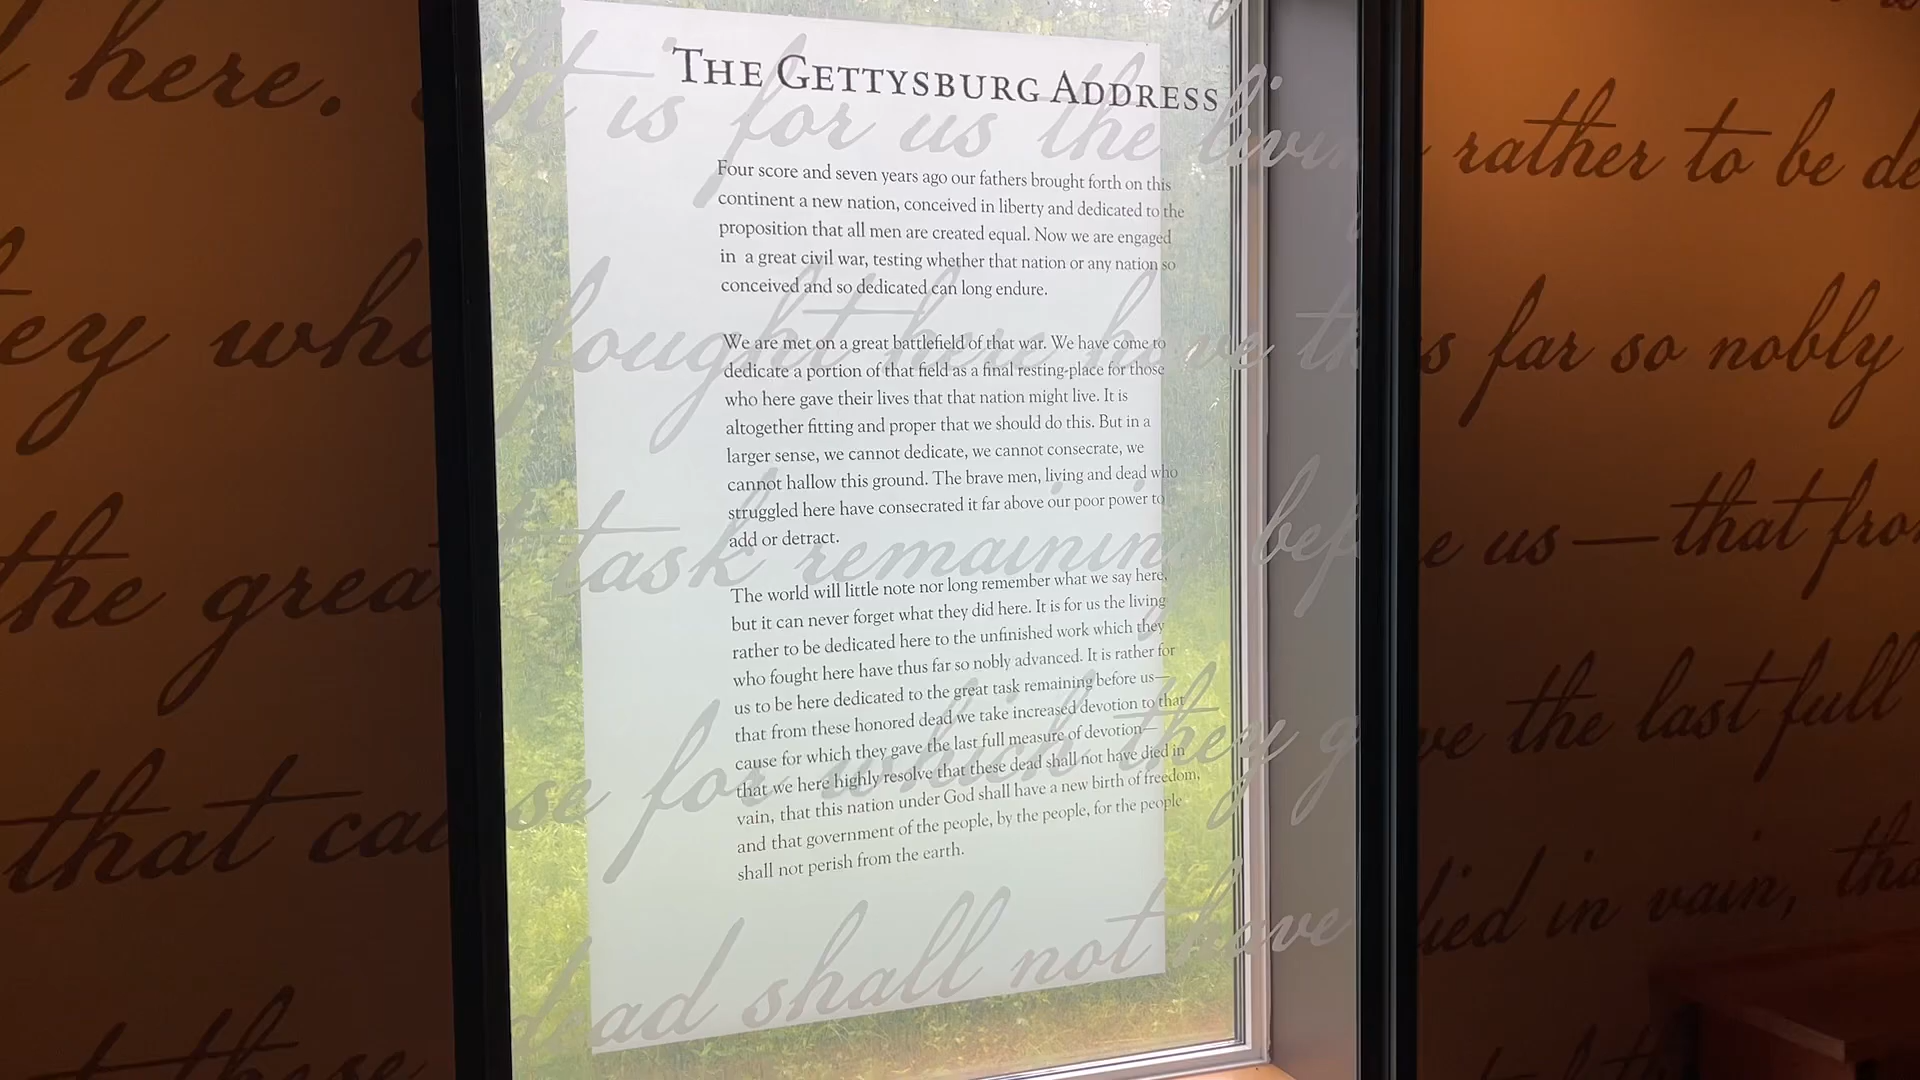 THE GETTYSBURG ADDRESS
Four score and seven years ago our fathers brought forth on this
continent a new nation, conceived in liberty and dedicated to the
proposition that all men are created equal. Now we are engaged
in a great civil war, testing whether that nation or any nation so
conceived and so dedicated can long endure.
We are met on a great battlefield of that war. We have come to
dedicate a portion of that field as a final resting-place for those
who here gave their lives that that nation might live. It is
altogether fitting and proper that we should do this. But in a
larger sense, we cannot dedicate, we cannot consecrate, we
cannot hallow this ground. The brave men, living and dead who
struggled here have consecrated it far above our poor power to
add or detract.
The world will little note nor long remember what we say here,
but it can never forget what they did here. It is for us the living
rather to be dedicated here to the unfinished work which they
who fought here have thus far so nobly advanced. It is rather for
us to be here dedicated to the great task remaining before us—
that from these honored dead we take increased devotion to that
cause for which they gave the last full measure of devotion—
that we here highly resolve that these dead shall not have died in
vain, that this nation under God shall have a new birth of freedom,
and that government of the people, by the people, for the people
shall not perish from the earth.
here. It is for us the living rather to be de
ey who fought here have thus far so nobly
the great task remaining before us—that fro
that cause for which they gave the last full
dead shall not have died in vain, tha